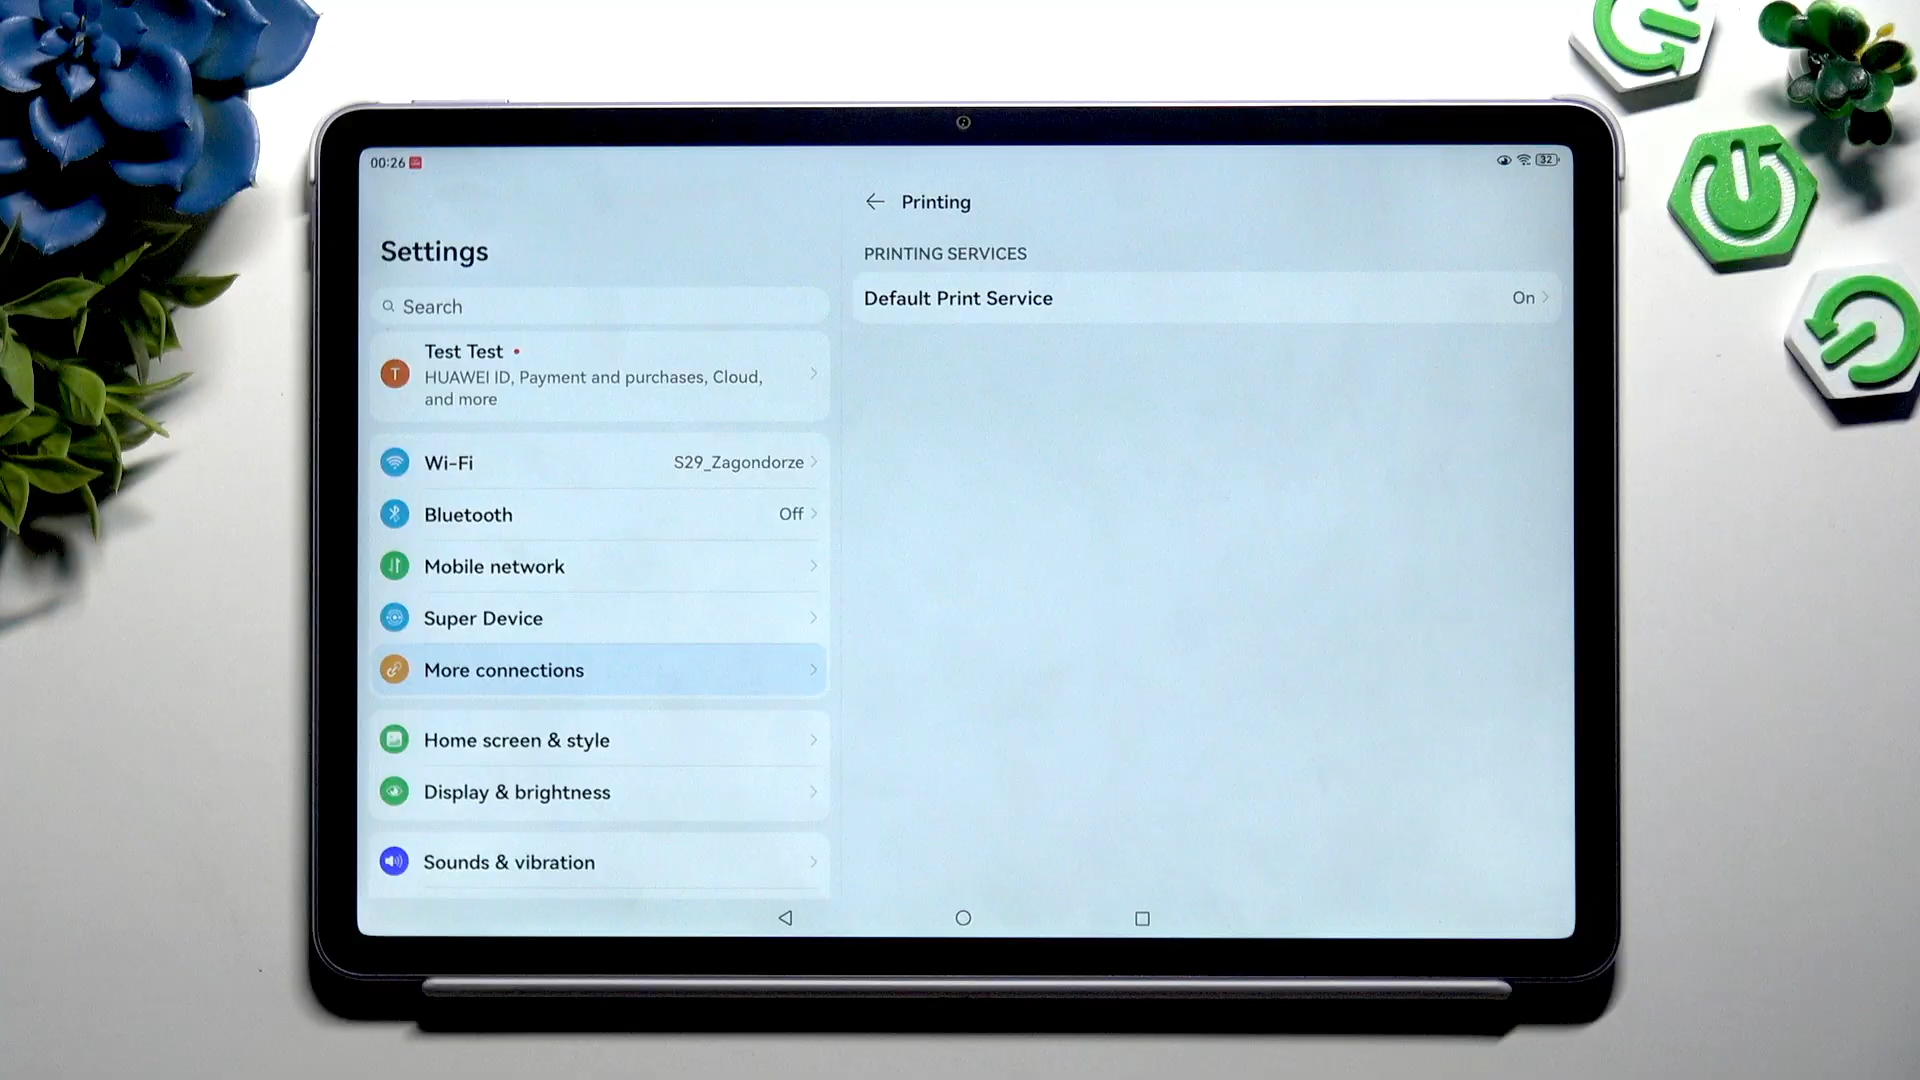 00:26
32
Settings
Search
Test Test
HUAWEI ID, Payment and purchases, Cloud,
and more
T
Wi-Fi
S29_Zagondorze
Bluetooth
Off
Mobile network
Super Device
More connections
Home screen & style
Display & brightness
Sounds & vibration
Printing
PRINTING SERVICES
Default Print Service
On